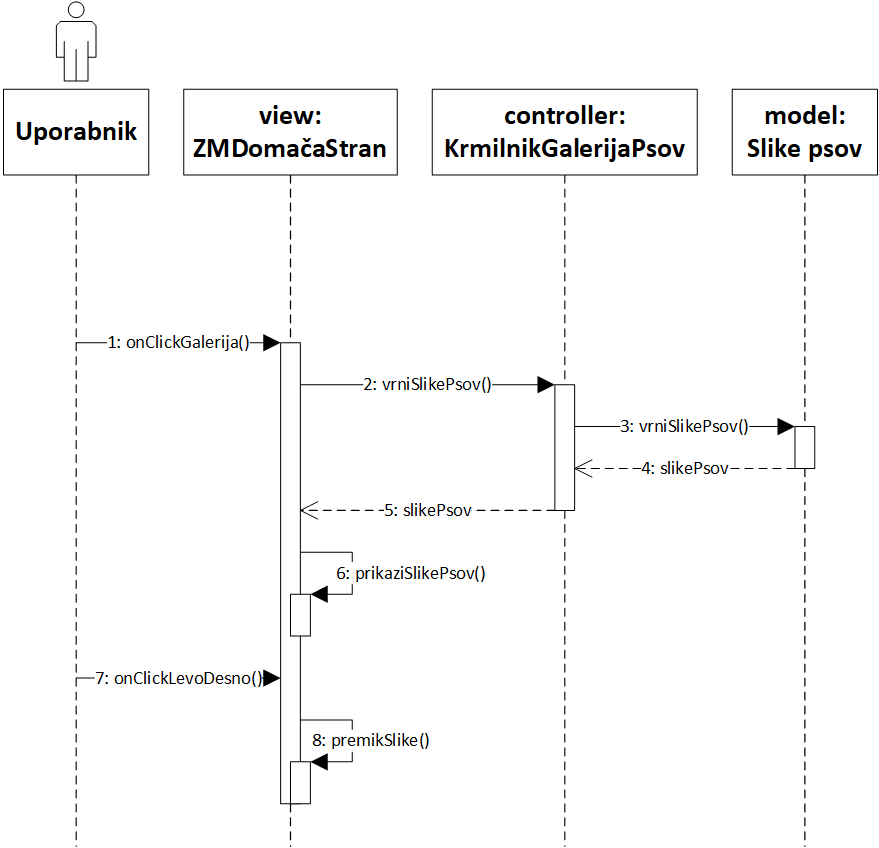 Uporabnik
view:
ZMDomačaStran
controller:
KrmilnikGalerijaPsov
model:
Slike psov
1: onClickGalerija()
2: vrniSlikePsov()
3: vrniSlikePsov()
4: slikePsov
5: slikePsov
6: prikaziSlikePsov()
7: onClickLevoDesno()
8: premikSlike()